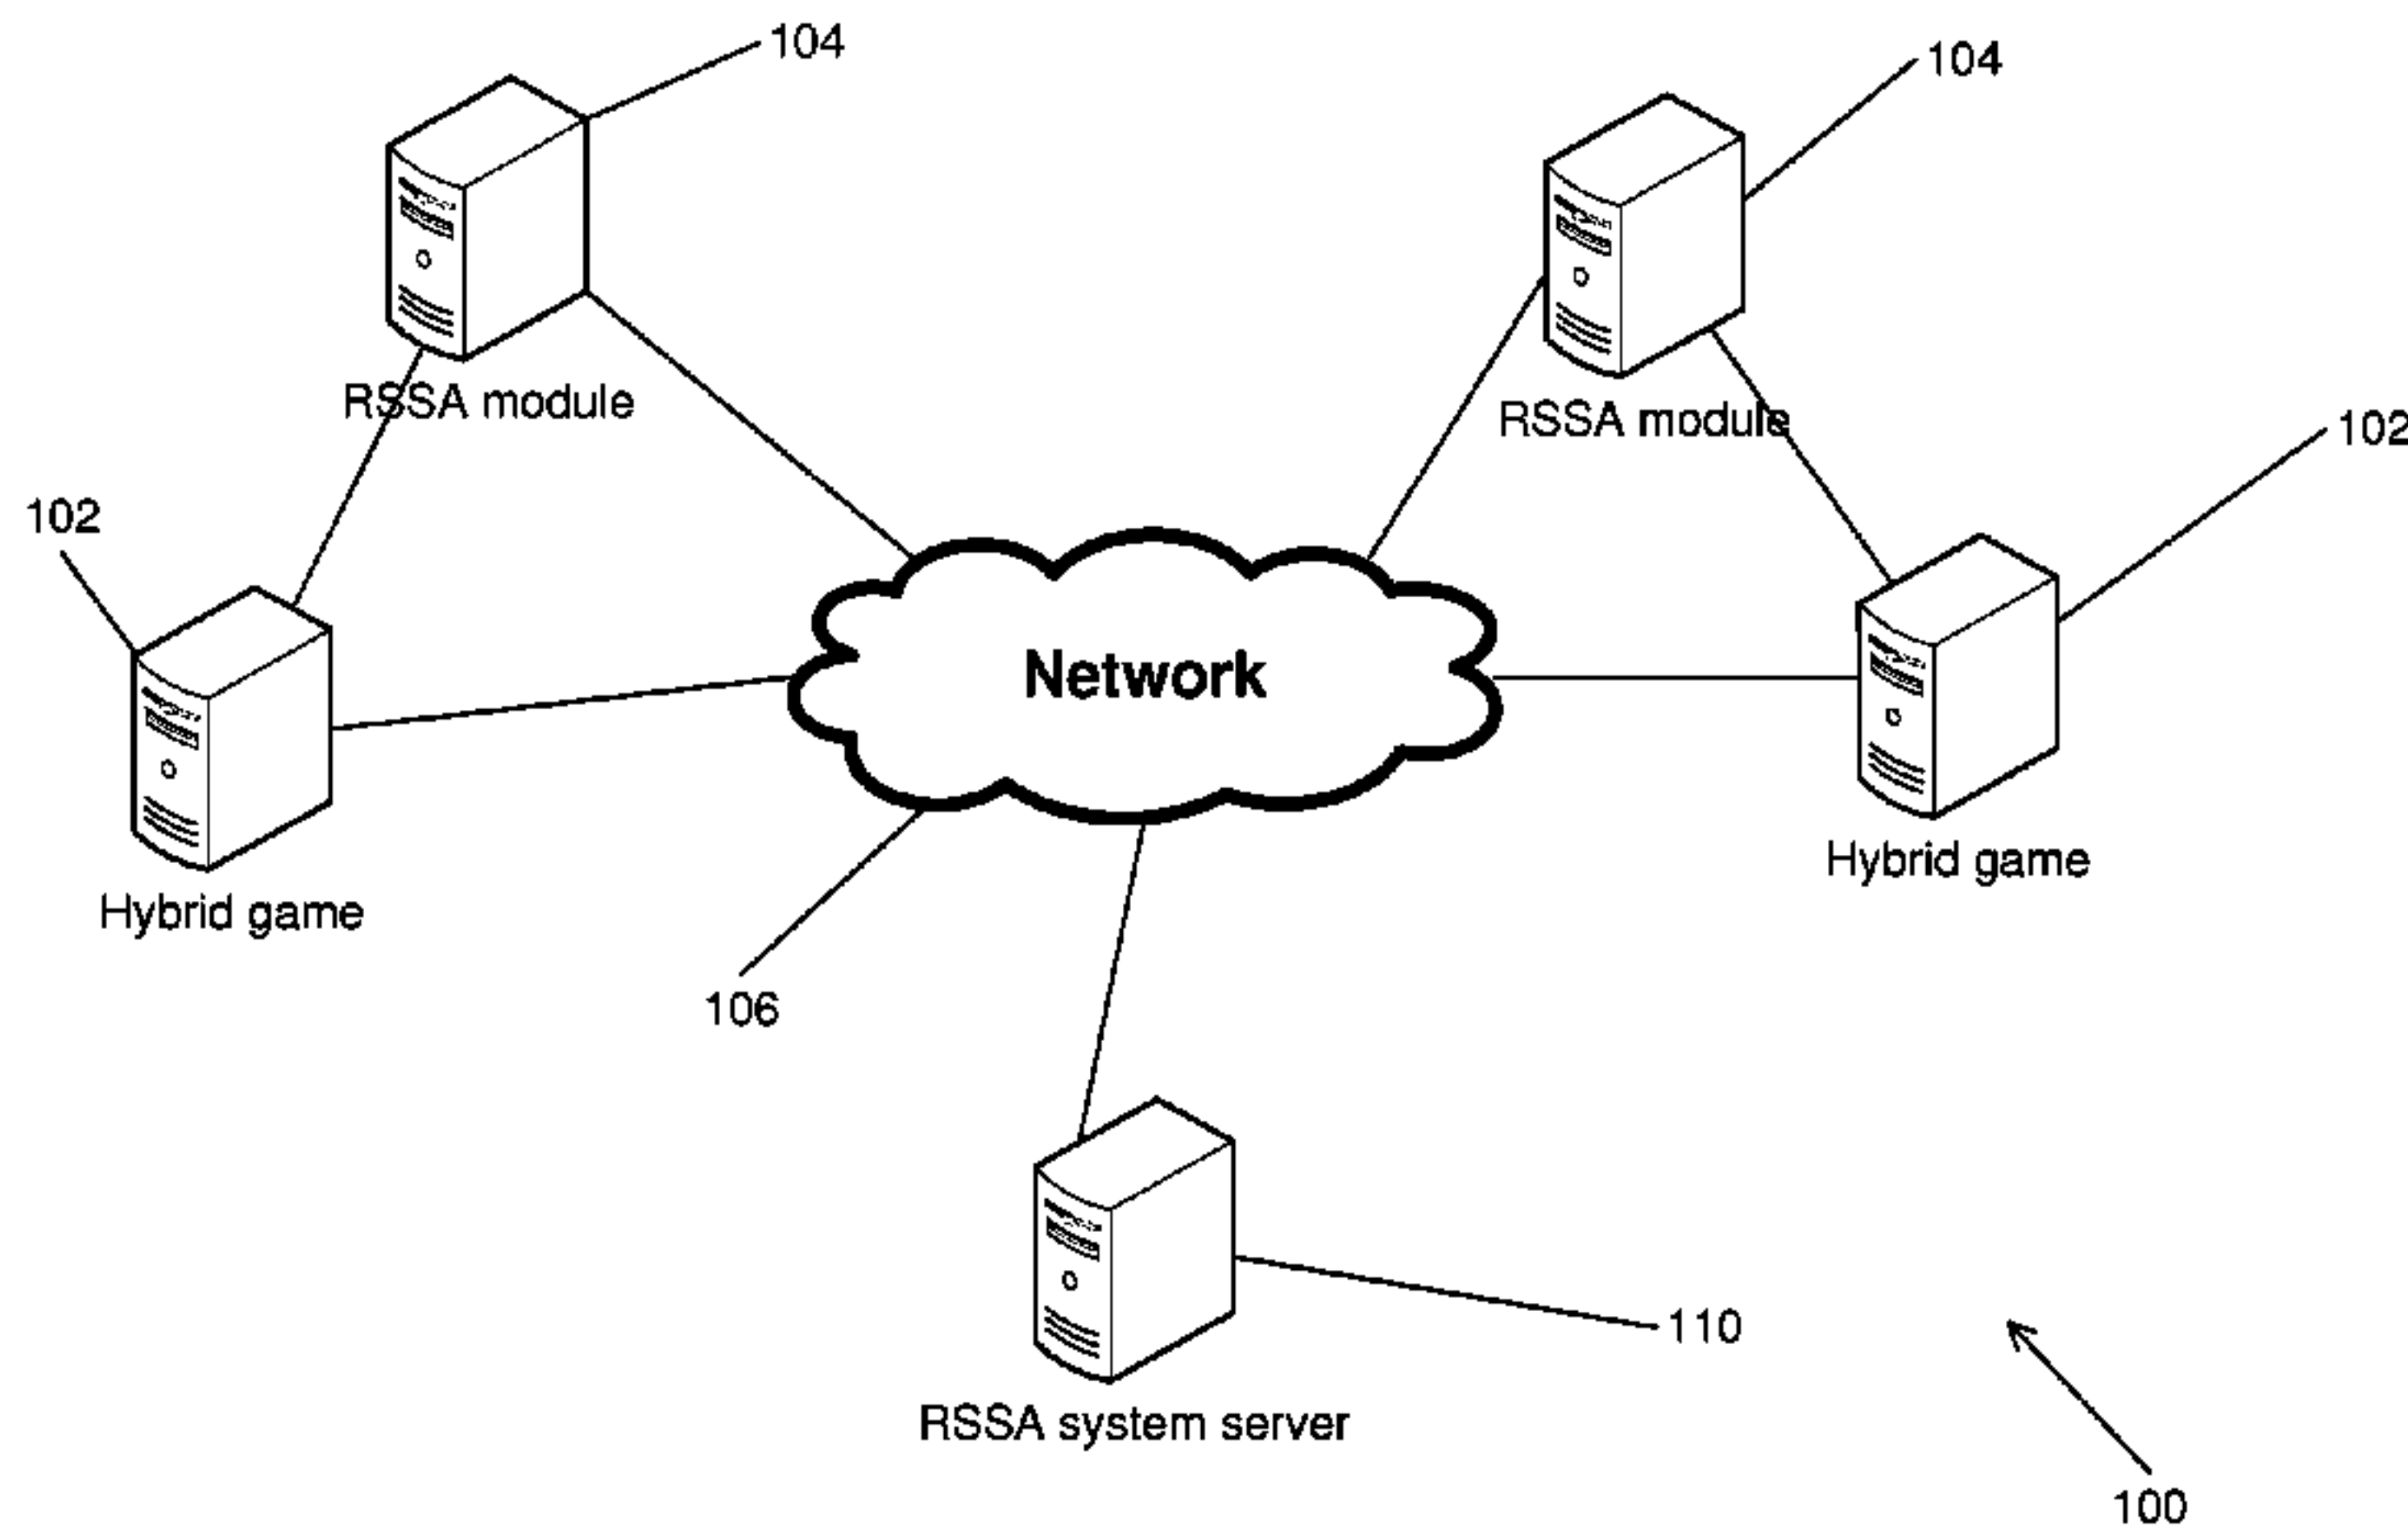 104
104
RSSA module
RSSA module
102
102
Network
Hybrid game
Hybrid game
106
110
RSSA system server
100